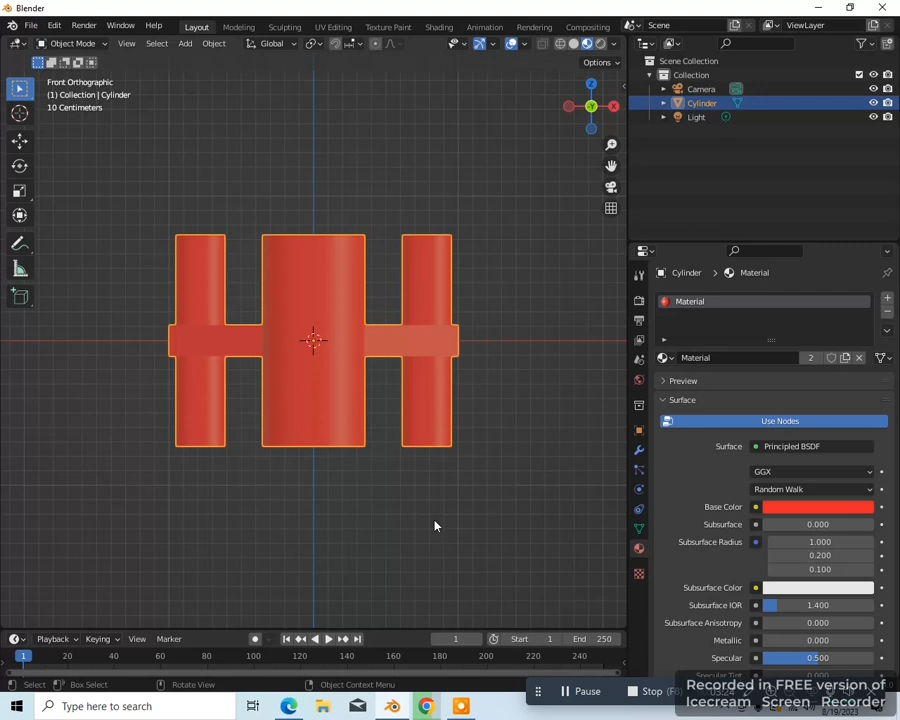 Blender
File Edit Render Window Help Layout Modeling Sculpting UV Editing Texture Paint Shading Animation Rendering Compositing Scene ViewLayer
Object Mode View Select Add Object Global
Options
Front Orthographic
(1) Collection | Cylinder
10 Centimeters
Z
-Y
X
Scene Collection
Collection
Camera
Cylinder
Light
Cylinder Material
Material
Material 2
Preview
Surface
Use Nodes
Surface Principled BSDF
GGX
Random Walk
Base Color
Subsurface 0.000
Subsurface Radius 1.000
0.200
0.100
Subsurface Color
Subsurface IOR 1.400
Subsurface Anisotropy 0.000
Metallic 0.000
Specular 0.500
Playback Keying View Marker 1 Start 1 End 250
1 20 40 60 80 100 120 140 160 180 200 220 240
Select Box Select Rotate View Object Context Menu
Pause Stop (F6) 03:24
Recorded in FREE version of
Icecream Screen Recorder
Type here to search
8/19/2023